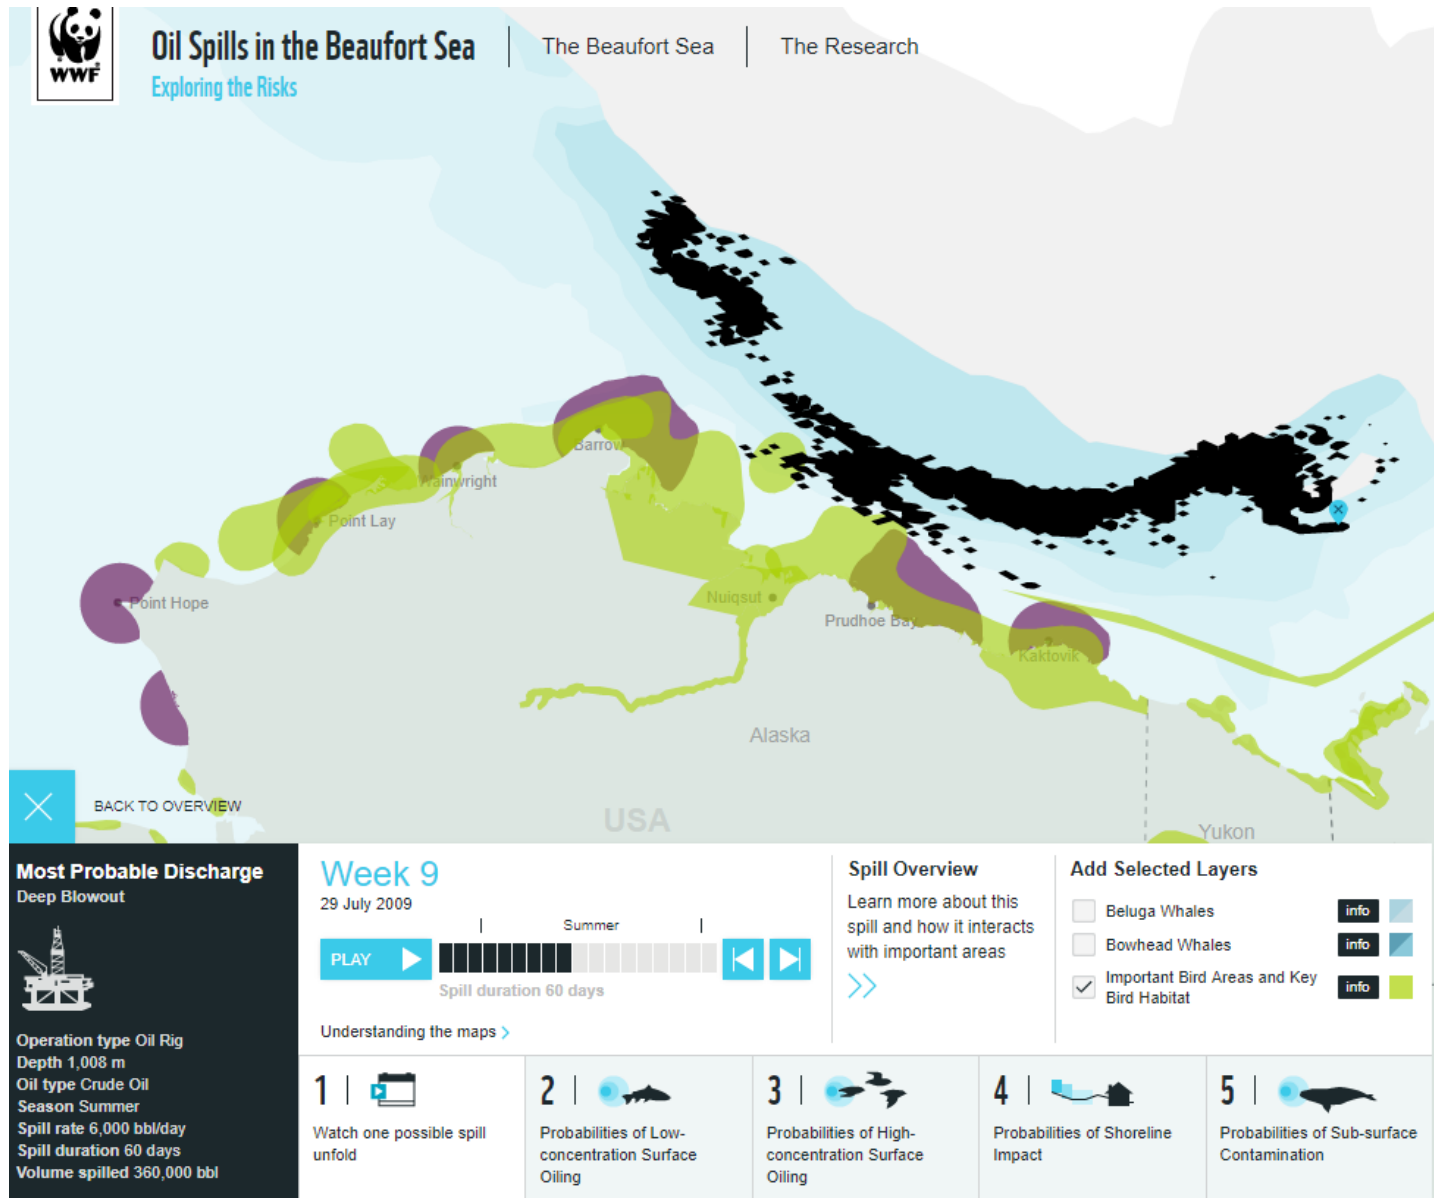 WWF
Oil Spills in the Beaufort Sea
The Beaufort Sea
The Research
Exploring the Risks
Barrow
Wainwright
Point Lay
Point Hope
Nuiqsut
Prudhoe Bay
Kaktovik
Alaska
USA
Yukon
BACK TO OVERVIEW
Most Probable Discharge
Deep Blowout
Operation type Oil Rig
Depth 1,008 m
Oil type Crude Oil
Season Summer
Spill rate 6,000 bbl/day
Spill duration 60 days
Volume spilled 360,000 bbl
Week 9
29 July 2009
Summer
PLAY
Spill duration 60 days
Understanding the maps
Spill Overview
Learn more about this
spill and how it interacts
with important areas
Add Selected Layers
Beluga Whales
info
Bowhead Whales
info
Important Bird Areas and Key
Bird Habitat
info
1
Watch one possible spill
unfold
2
Probabilities of Low-
concentration Surface
Oiling
3
Probabilities of High-
concentration Surface
Oiling
4
Probabilities of Shoreline
Impact
5
Probabilities of Sub-surface
Contamination